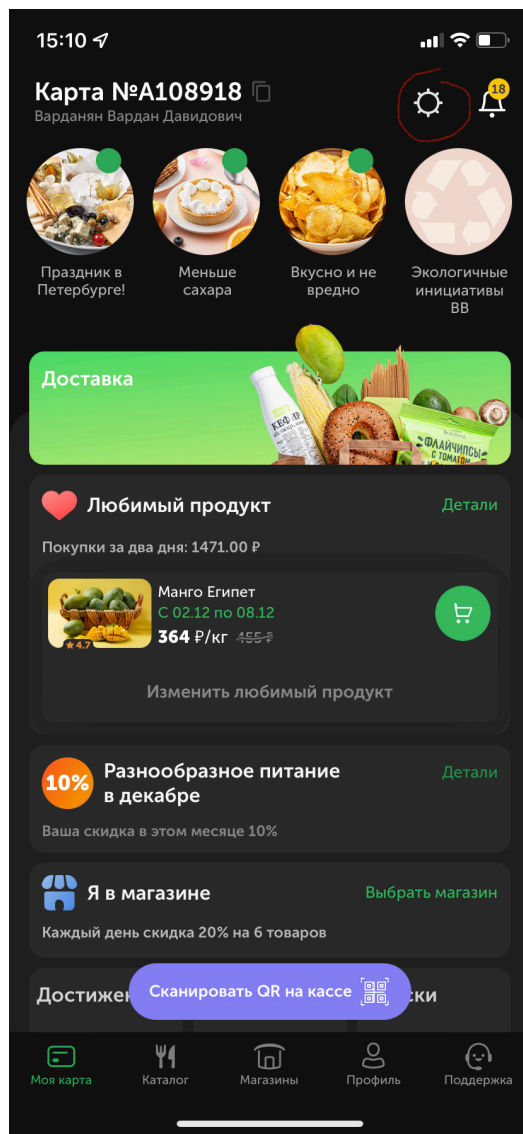 15:10
Карта №A108918
18
Варданян Вардан Давидович
Праздник в
Петербурге!
Меньше
сахара
Вкусно и не
вредно
Экологичные
инициативы
ВВ
Доставка
КЕФИР
ФЛАЙЧИПСЫ
С ТОМАТОМ
Любимый продукт
Детали
Покупки за два дня: 1471.00 ₽
Манго Египет
С 02.12 по 08.12
364 ₽/кг 455 ₽
4.7
Изменить любимый продукт
10%
Разнообразное питание
в декабре
Детали
Ваша скидка в этом месяце 10%
Я в магазине
Выбрать магазин
Каждый день скидка 20% на 6 товаров
Достижен
Сканировать QR на кассе
ски
Моя карта
Каталог
Магазины
Профиль
Поддержка